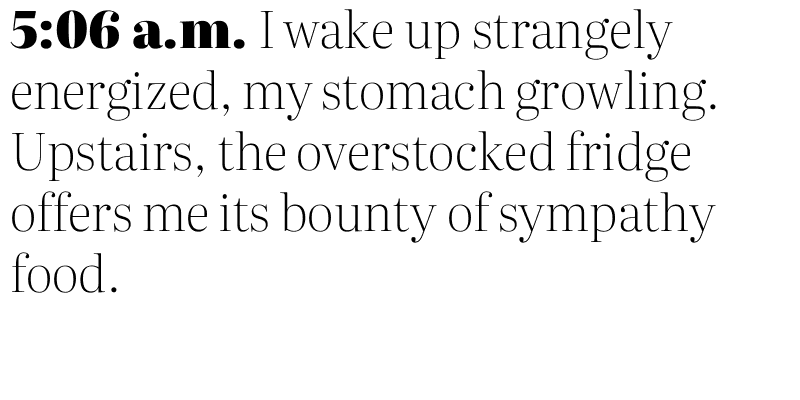 5:06 a.m. I wake up strangely
energized, my stomach growling.
Upstairs, the overstocked fridge
offers me its bounty of sympathy
food.